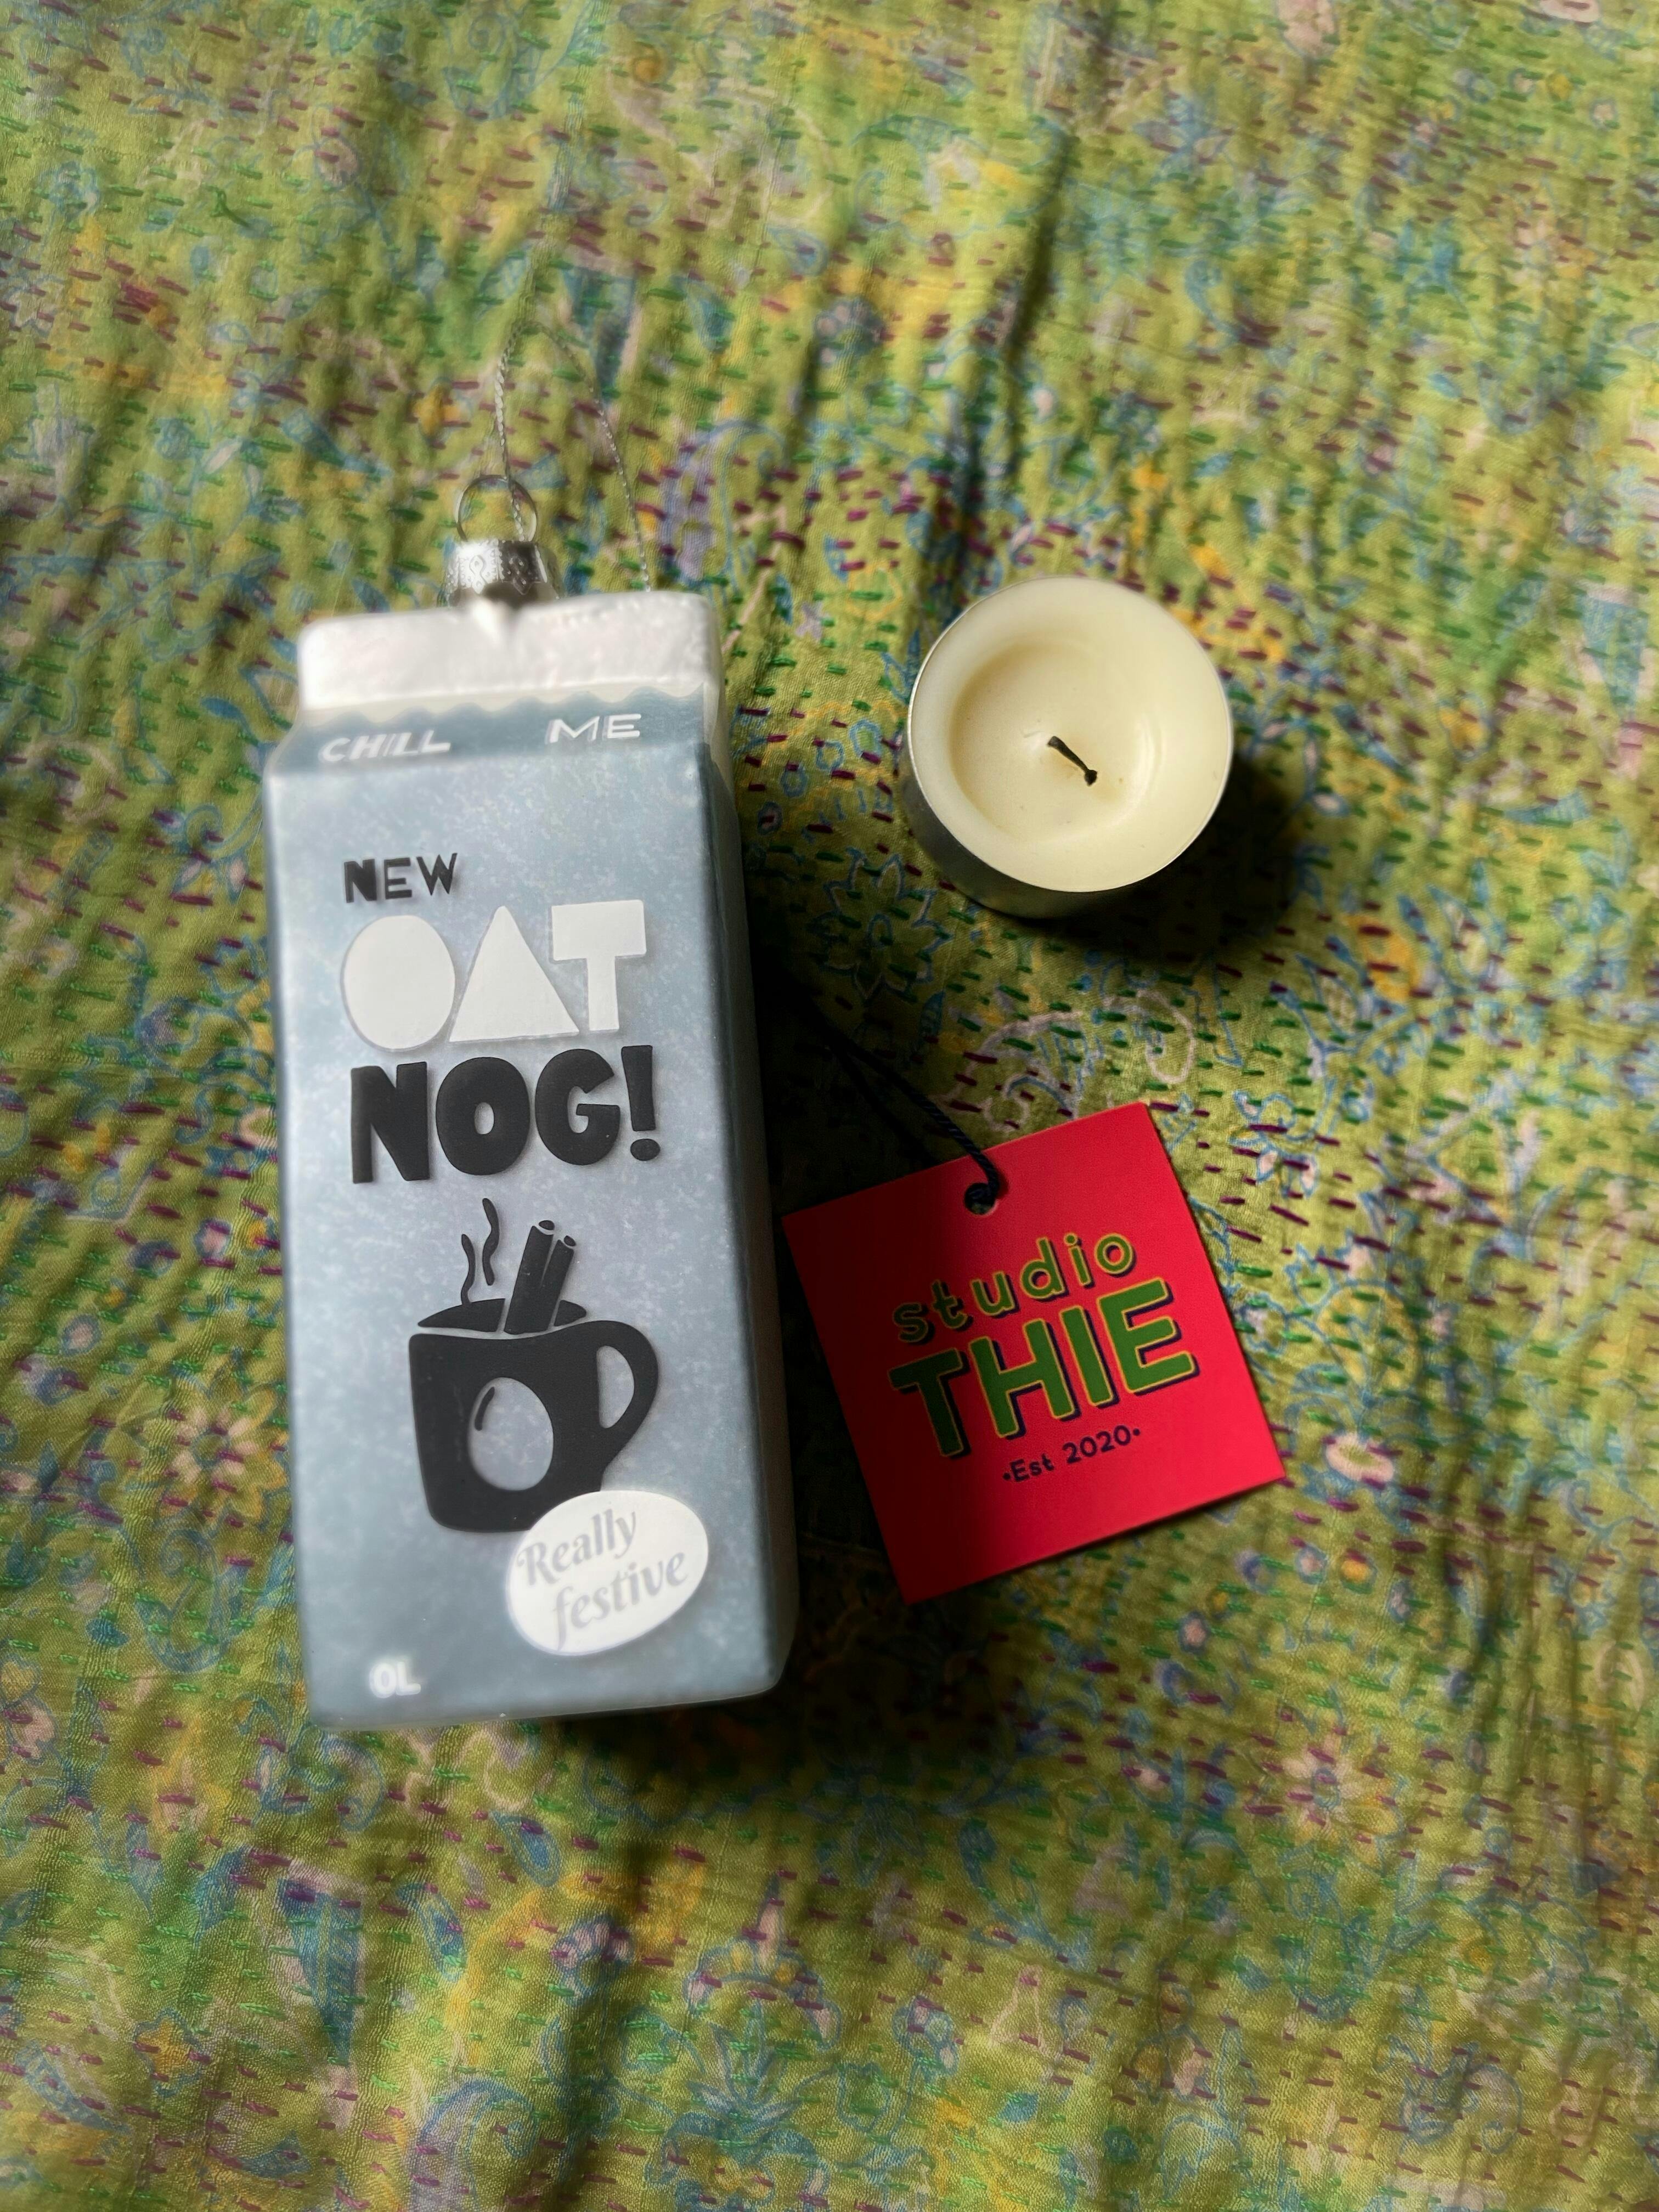 CHILL ME
NEW
OAT
NOG!
Really
festive
OL
studio
THIE
•Est 2020•